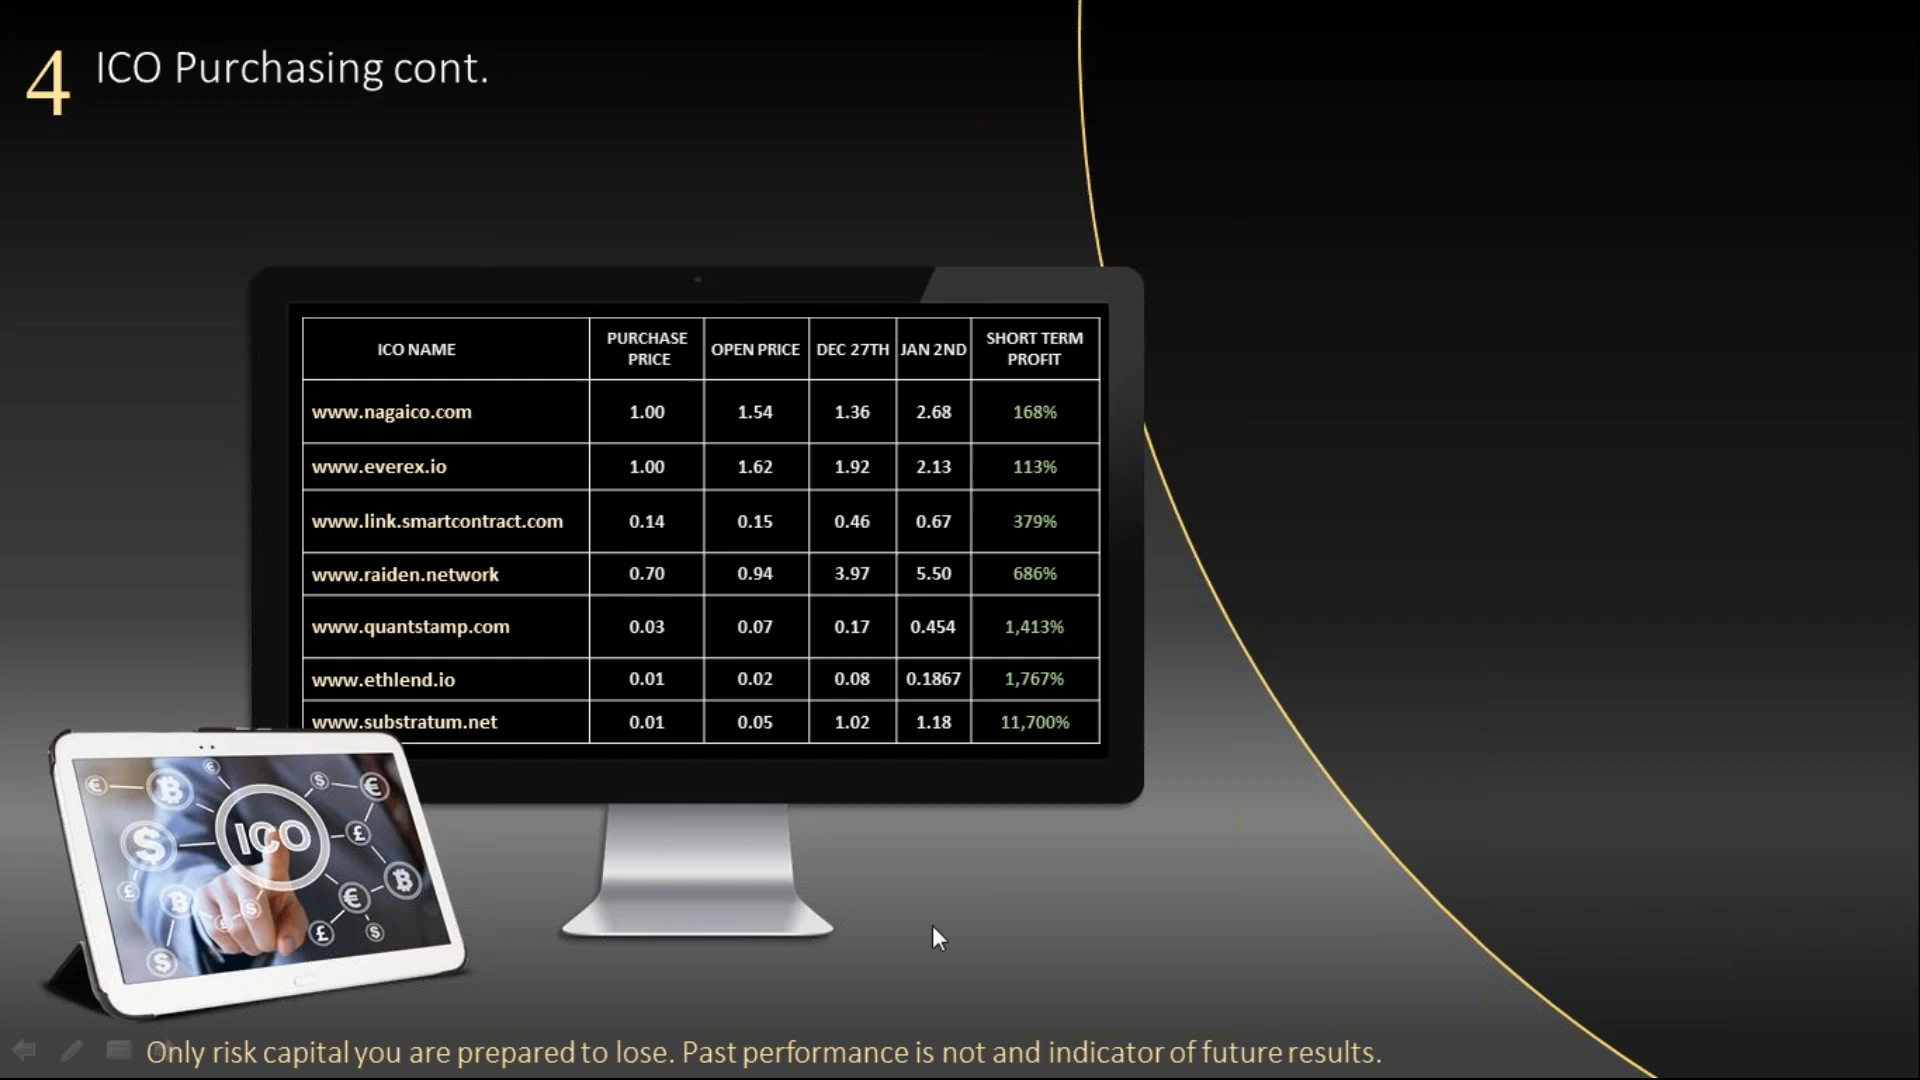 4 ICO Purchasing cont.
ICO NAME PURCHASE PRICE OPEN PRICE DEC 27TH JAN 2ND SHORT TERM PROFIT
www.nagaico.com 1.00 1.54 1.36 2.68 168%
www.everex.io 1.00 1.62 1.92 2.13 113%
www.link.smartcontract.com 0.14 0.15 0.46 0.67 379%
www.raiden.network 0.70 0.94 3.97 5.50 686%
www.quantstamp.com 0.03 0.07 0.17 0.454 1,413%
www.ethlend.io 0.01 0.02 0.08 0.1867 1,767%
www.substratum.net 0.01 0.05 1.02 1.18 11,700%
ICO
Only risk capital you are prepared to lose. Past performance is not and indicator of future results.